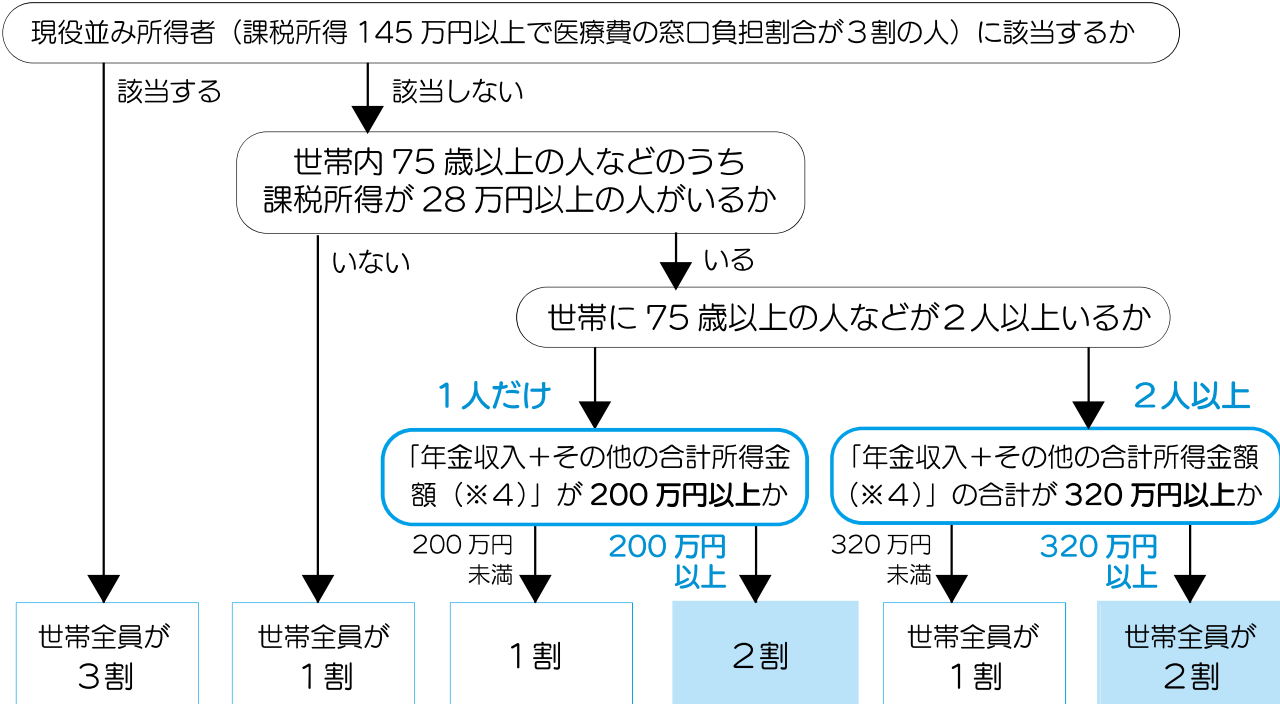 現役並み所得者（課税所得 145 万円以上で医療費の窓口負担割合が３割の人）に該当するか
該当する
該当しない
世帯内 75 歳以上の人などのうち
課税所得が 28 万円以上の人がいるか
いない
いる
世帯に 75 歳以上の人などが２人以上いるか
１人だけ
２人以上
「年金収入＋その他の合計所得金
額（※４）」が 200 万円以上か
「年金収入＋その他の合計所得金額
（※４）」の合計が 320 万円以上か
200 万円
未満
200 万円
以上
320 万円
未満
320 万円
以上
世帯全員が
３割
世帯全員が
１割
１割
２割
世帯全員が
１割
世帯全員が
２割